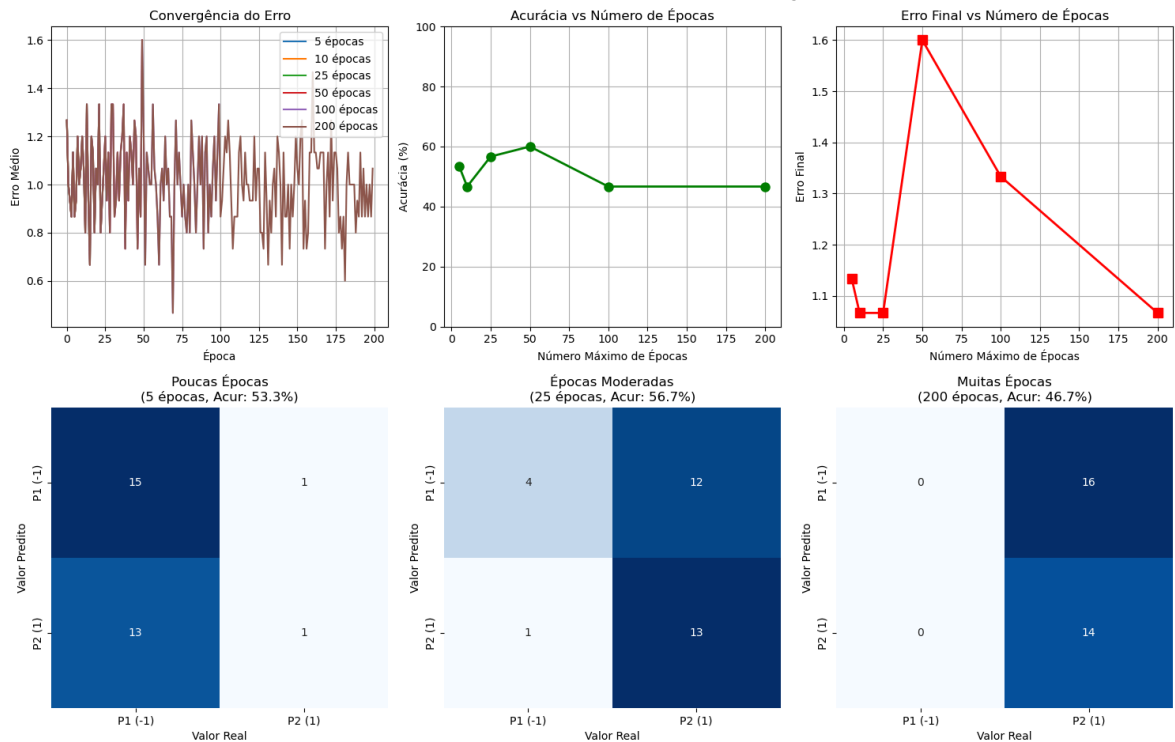 Convergência do Erro
1.6
1.4
1.2
1.0
0.8
0.6
Erro Médio
5 épocas
10 épocas
25 épocas
50 épocas
100 épocas
200 épocas
0 25 50 75 100 125 150 175 200
Época
Acurácia vs Número de Épocas
100
80
60
40
20
0
Acurácia (%)
0 25 50 75 100 125 150 175 200
Número Máximo de Épocas
Erro Final vs Número de Épocas
1.6
1.5
1.4
1.3
1.2
1.1
Erro Final
0 25 50 75 100 125 150 175 200
Número Máximo de Épocas
Poucas Épocas
(5 épocas, Acur: 53.3%)
P1 (-1)
15 1
Valor Predito
P2 (1)
13 1
P1 (-1) P2 (1)
Valor Real
Épocas Moderadas
(25 épocas, Acur: 56.7%)
P1 (-1)
4 12
Valor Predito
P2 (1)
1 13
P1 (-1) P2 (1)
Valor Real
Muitas Épocas
(200 épocas, Acur: 46.7%)
P1 (-1)
0 16
Valor Predito
P2 (1)
0 14
P1 (-1) P2 (1)
Valor Real